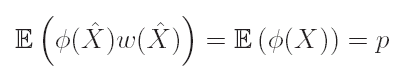 𝔼(ϕ(X̂)w(X̂)) = 𝔼(ϕ(X)) = p